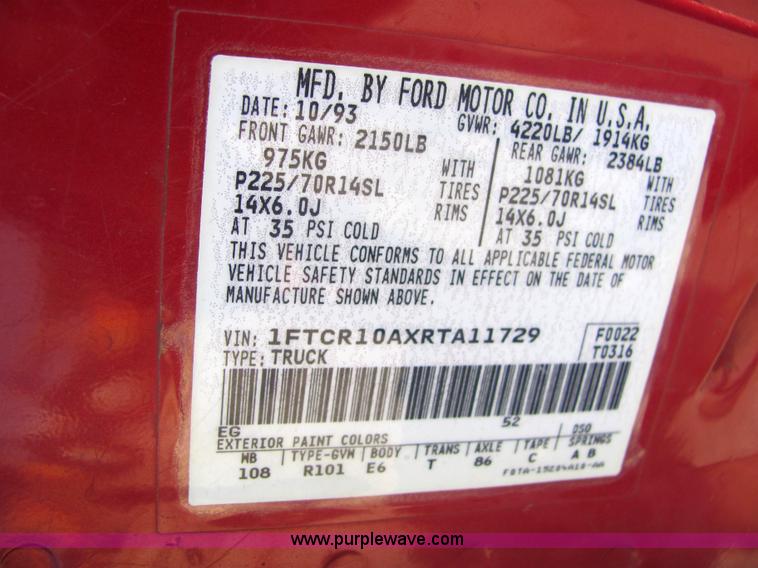 MFD. BY FORD MOTOR CO. IN U.S.A.
DATE: 10/93 GVWR: 4220LB/ 1914KG
FRONT GAWR: 2150LB REAR GAWR: 2384LB
975KG WITH 1081KG WITH
P225/70R14SL TIRES P225/70R14SL TIRES
14X6.0J RIMS 14X6.0J RIMS
AT 35 PSI COLD AT 35 PSI COLD
THIS VEHICLE CONFORMS TO ALL APPLICABLE FEDERAL MOTOR
VEHICLE SAFETY STANDARDS IN EFFECT ON THE DATE OF
MANUFACTURE SHOWN ABOVE.
VIN: 1FTCR10AXRTA11729 F0022
TYPE: TRUCK T0316
EG 52
EXTERIOR PAINT COLORS DSO
WB TYPE-GVW BODY TRANS AXLE TAPE SPRINGS
108 R101 E6 T 86 C A B
www.purplewave.com